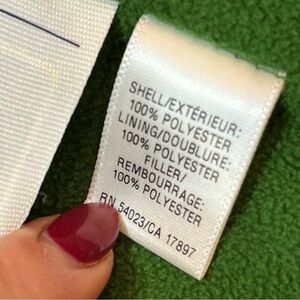 SHELL/EXTÉRIEUR:
100% POLYESTER
LINING/DOUBLURE:
100% POLYESTER
FILLER/
REMBOURRAGE:
100% POLYESTER
RN 54023/CA 17897